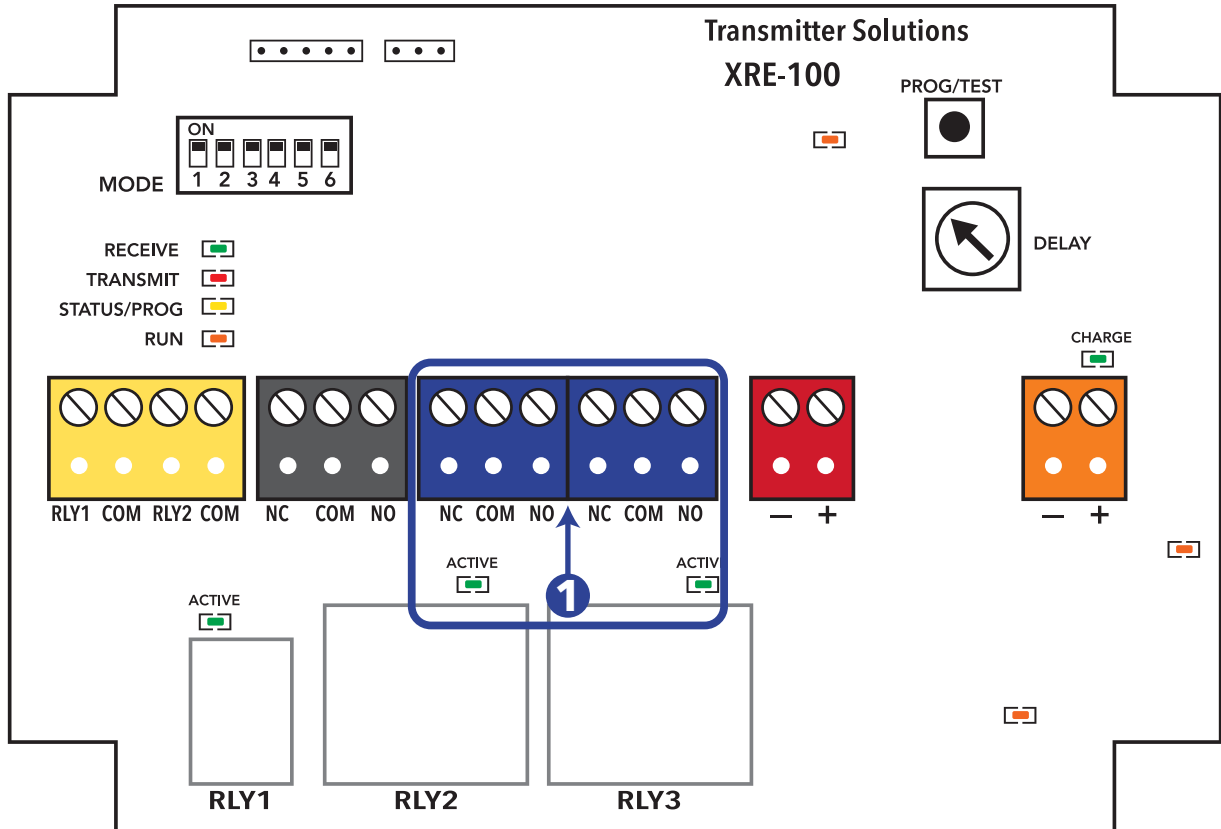 Transmitter Solutions
XRE-100
PROG/TEST
ON
1 2 3 4 5 6
MODE
DELAY
RECEIVE
TRANSMIT
STATUS/PROG
RUN
CHARGE
RLY1 COM RLY2 COM
NC COM NO
NC COM NO
NC COM NO
— +
— +
ACTIVE
ACTIV
1
ACTIVE
RLY1
RLY2
RLY3